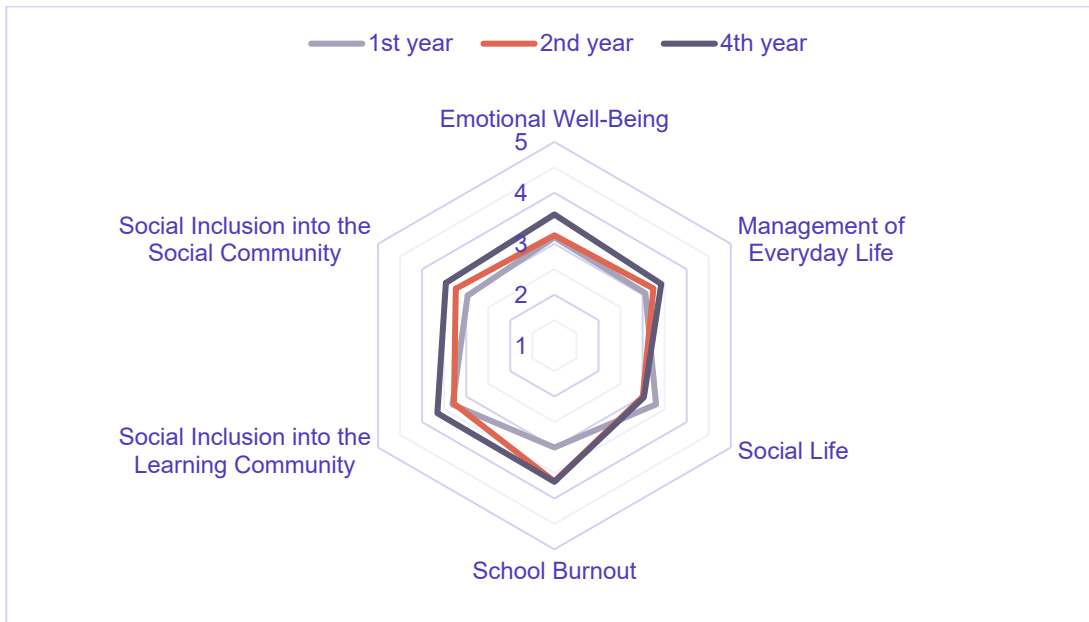 1st year
2nd year
4th year
Emotional Well-Being
5
4
3
2
1
Management of
Everyday Life
Social Life
School Burnout
Social Inclusion into the
Learning Community
Social Inclusion into the
Social Community